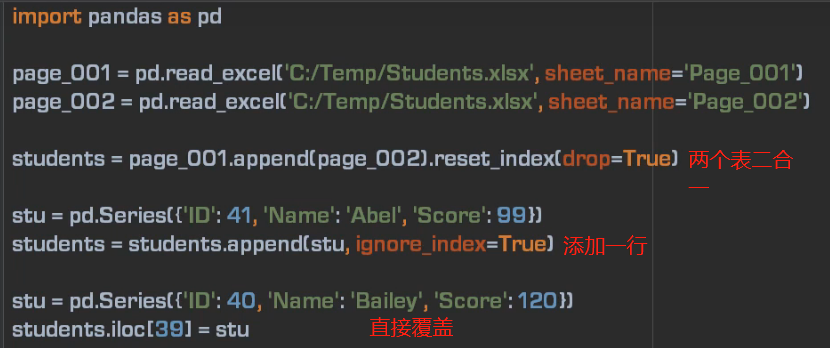 import pandas as pd
page_001 = pd.read_excel('C:/Temp/Students.xlsx', sheet_name='Page_001')
page_002 = pd.read_excel('C:/Temp/Students.xlsx', sheet_name='Page_002')
students = page_001.append(page_002).reset_index(drop=True) 两个表二合
一
stu = pd.Series({'ID': 41, 'Name': 'Abel', 'Score': 99})
students = students.append(stu, ignore_index=True) 添加一行
stu = pd.Series({'ID': 40, 'Name': 'Bailey', 'Score': 120})
students.iloc[39] = stu 直接覆盖